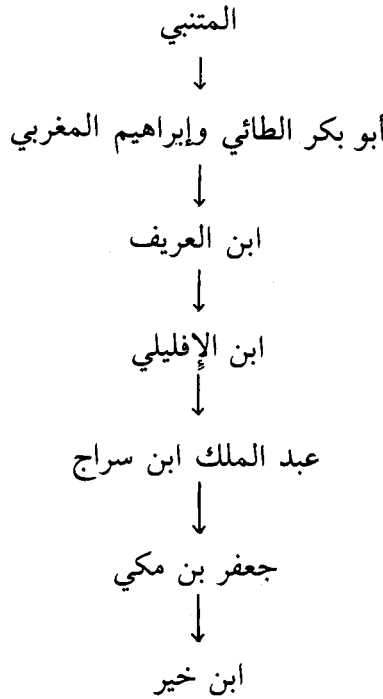 المتنبي
أبو بكر الطائي وإبراهيم المغربي
ابن العريف
ابن الإفليلي
عبد الملك ابن سراج
جعفر بن مكي
ابن خير